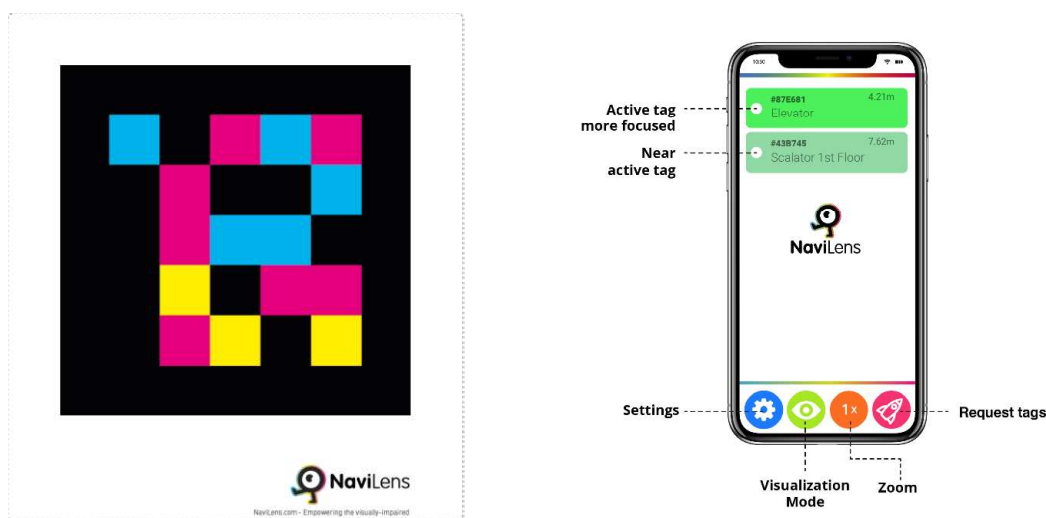 NaviLens
NaviLens.com - Empowering the visually-impaired
10:30
#87E681
4.21m
Elevator
#43B745
7.62m
Scalator 1st Floor
NaviLens
1x
Active tag
more focused
Near
active tag
Settings
Request tags
Visualization
Mode
Zoom